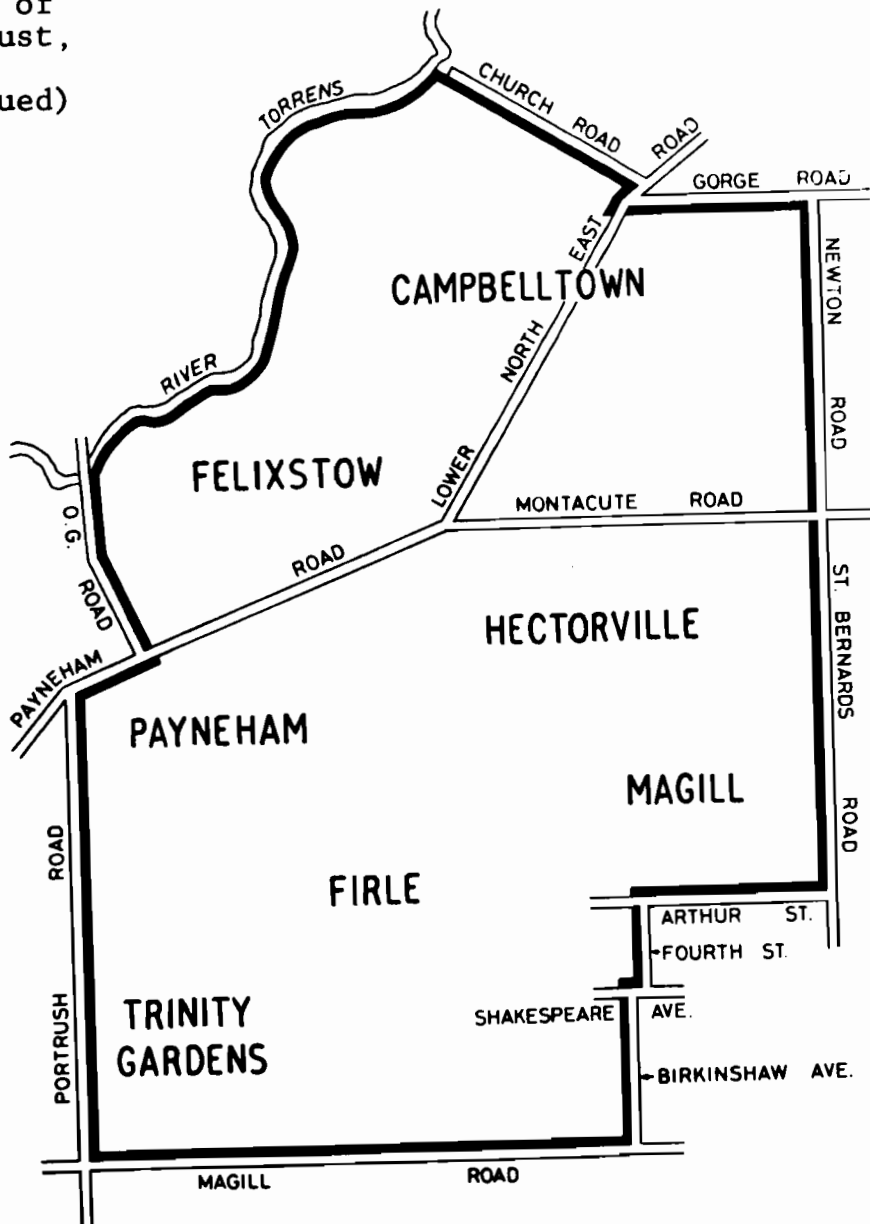 of
ust,
ued)
TORRENS
CHURCH ROAD
ROAD
GORGE ROAD
NEWTON ROAD
CAMPBELLTOWN
RIVER
LOWER NORTH EAST
FELIXSTOW
MONTACUTE ROAD
O.G. ROAD
ROAD
HECTORVILLE
ST. BERNARDS ROAD
PAYNEHAM
PAYNEHAM
MAGILL
FIRLE
PORTRUSH ROAD
ARTHUR ST.
FOURTH ST.
TRINITY
GARDENS
SHAKESPEARE AVE.
BIRKINSHAW AVE.
MAGILL ROAD